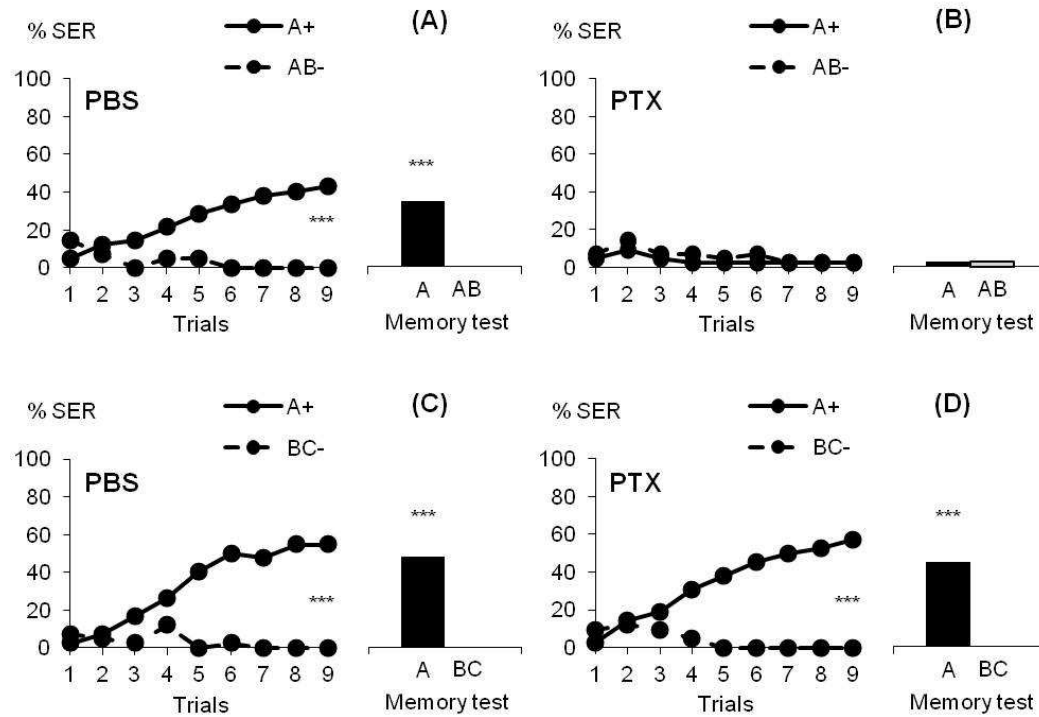 % SER
A+
AB-
(A)
100
80
60
40
20
0
PBS
***
***
1 2 3 4 5 6 7 8 9
Trials
A AB
Memory test
% SER
A+
AB-
(B)
100
80
60
40
20
0
PTX
1 2 3 4 5 6 7 8 9
Trials
A AB
Memory test
% SER
A+
BC-
(C)
100
80
60
40
20
0
PBS
***
***
1 2 3 4 5 6 7 8 9
Trials
A BC
Memory test
% SER
A+
BC-
(D)
100
80
60
40
20
0
PTX
***
***
1 2 3 4 5 6 7 8 9
Trials
A BC
Memory test